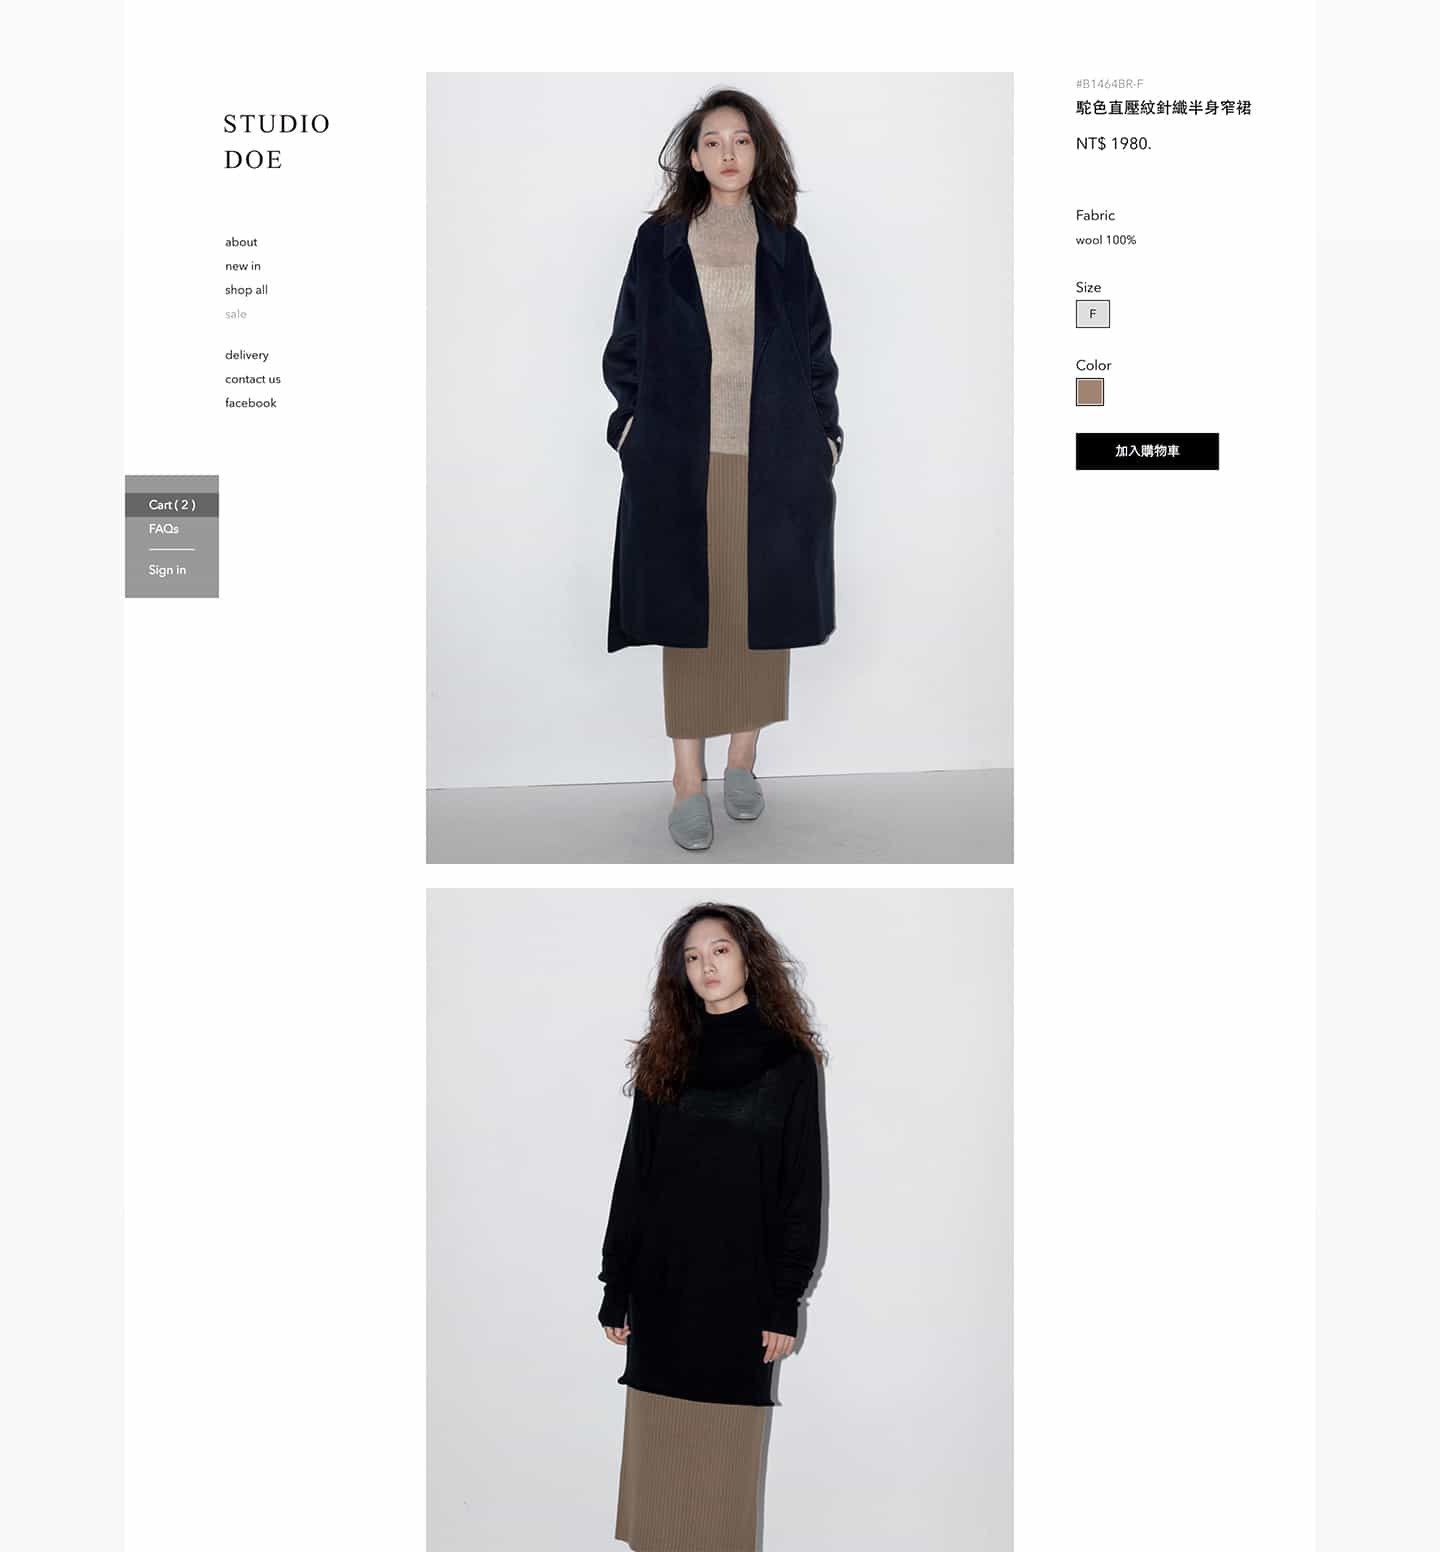 STUDIO
DOE
about
new in
shop all
sale
delivery
contact us
facebook
Cart ( 2 )
FAQs
Sign in
#B1464BR-F
駝色直壓紋針織半身窄裙
NT$ 1980.
Fabric
wool 100%
Size
F
Color
加入購物車